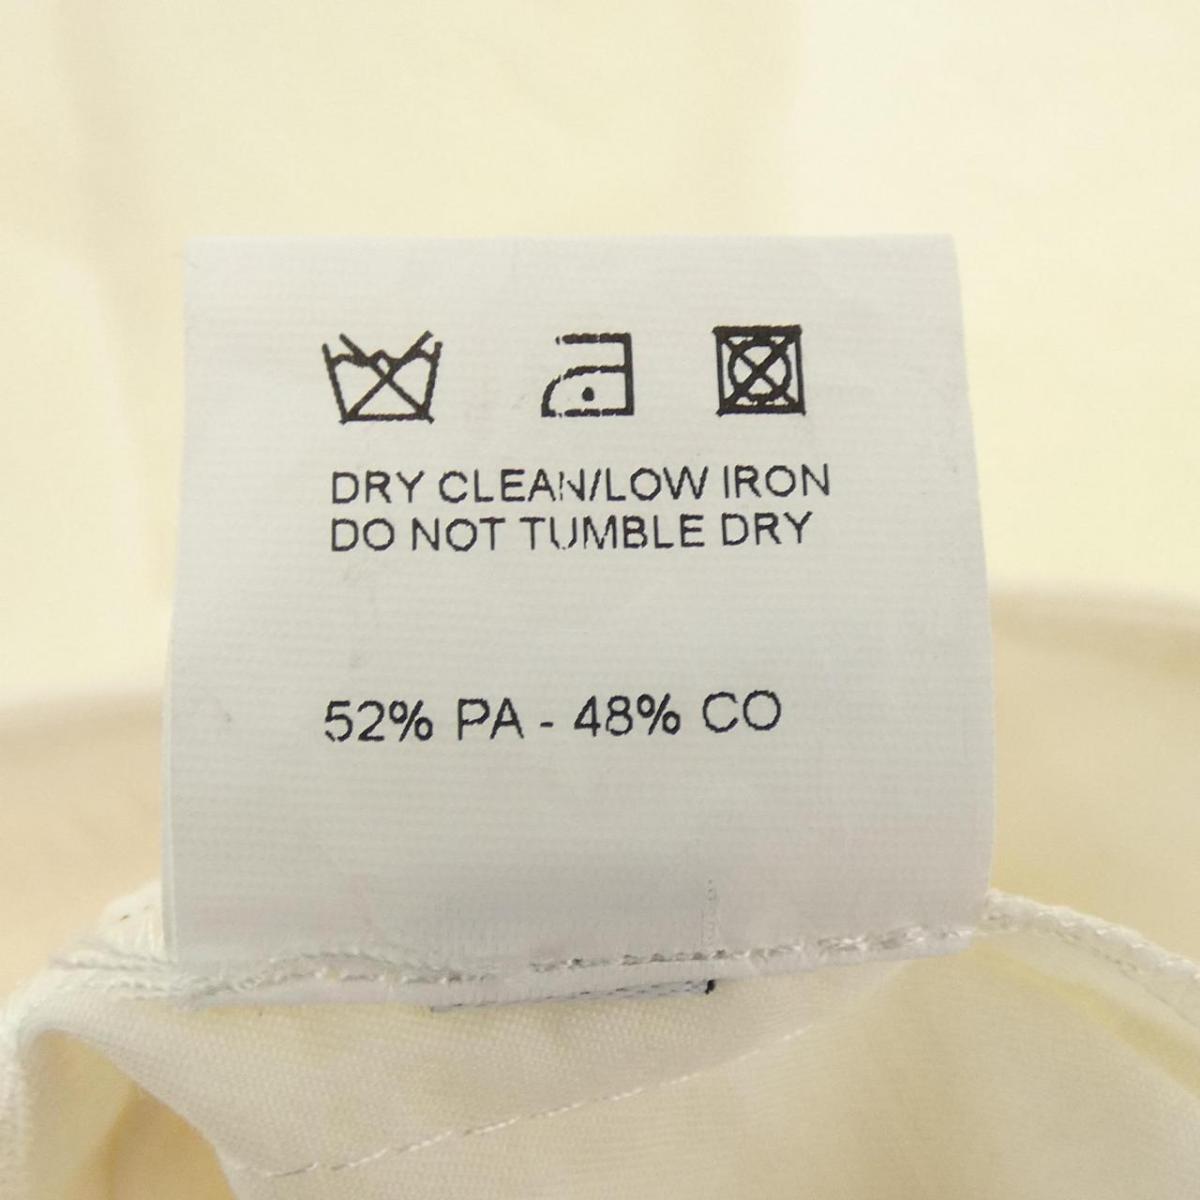 DRY CLEAN/LOW IRON
DO NOT TUMBLE DRY
52% PA - 48% CO